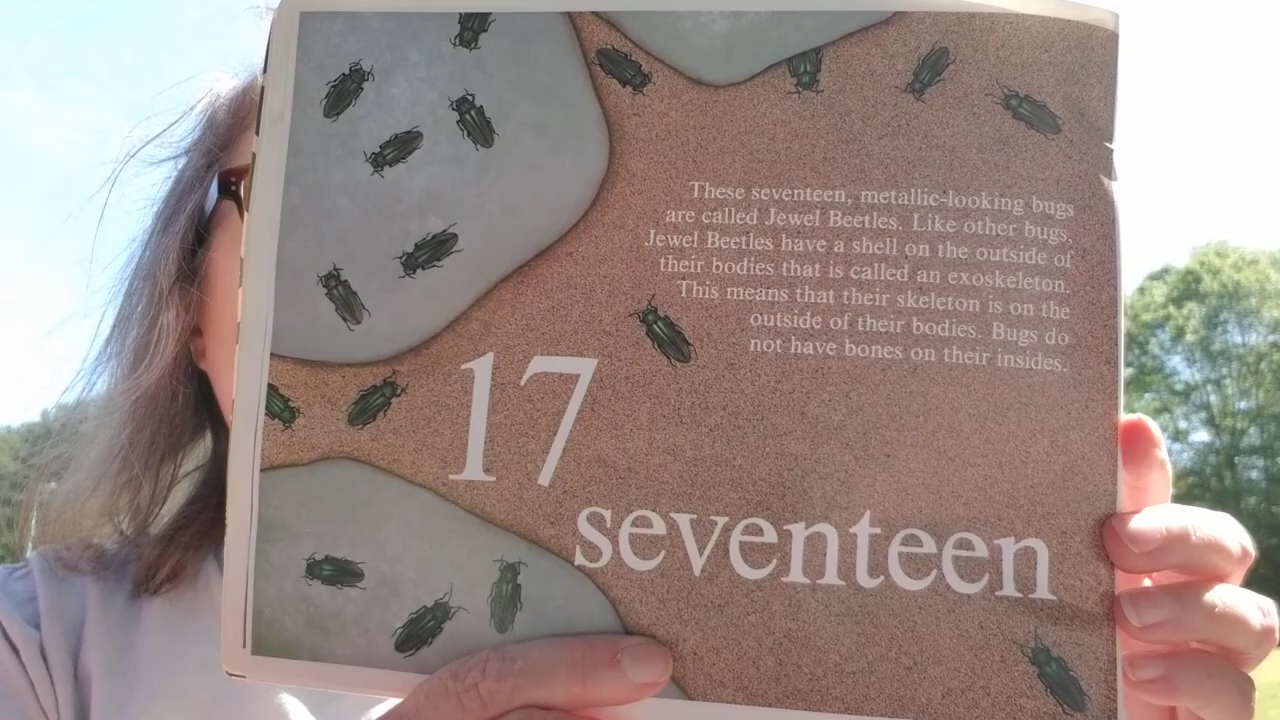 These seventeen, metallic-looking bugs
are called Jewel Beetles. Like other bugs,
Jewel Beetles have a shell on the outside of
their bodies that is called an exoskeleton.
This means that their skeleton is on the
outside of their bodies. Bugs do
not have bones on their insides.
17
seventeen